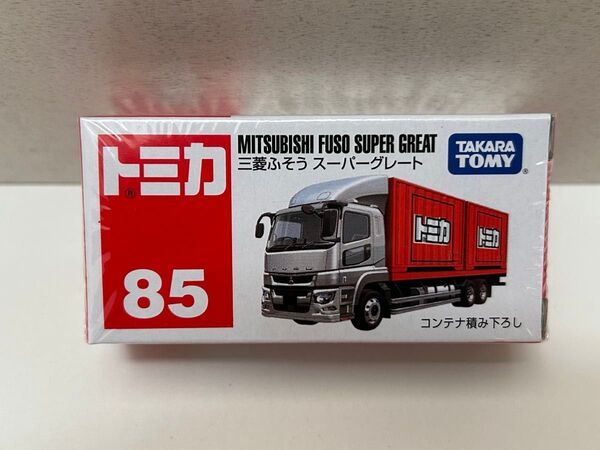 トミカ
®
85
MITSUBISHI FUSO SUPER GREAT
三菱ふそう スーパーグレート
TAKARA
TOMY
®
FUSO
トミカ
トミカ
コンテナ積み下ろし